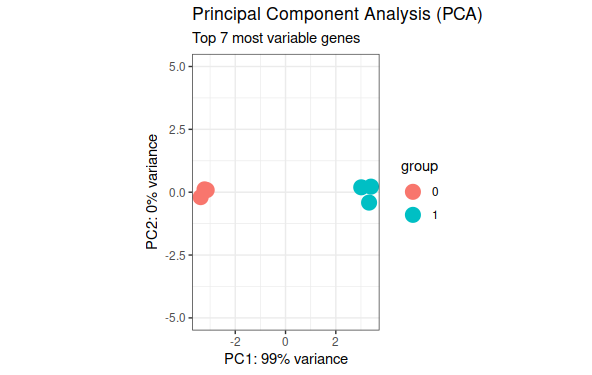 Principal Component Analysis (PCA)
Top 7 most variable genes
5.0
2.5
0.0
-2.5
-5.0
PC2: 0% variance
-2 0 2
PC1: 99% variance
group
0
1